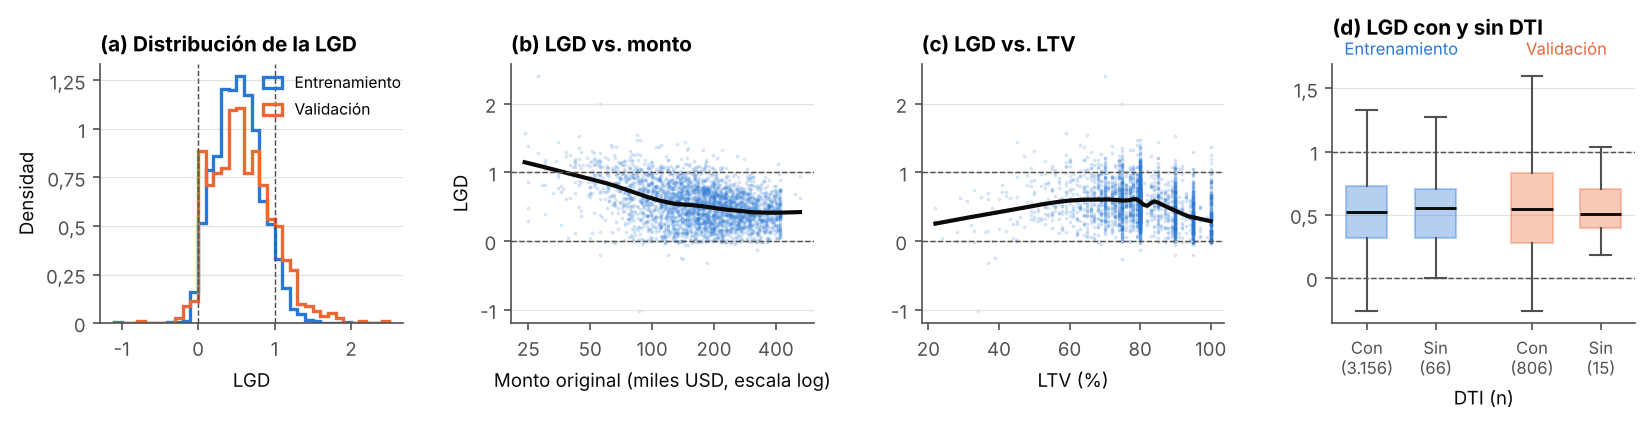 (a) Distribución de la LGD
Entrenamiento
Validación
Densidad
1,25
1
0,75
0,5
0,25
0
-1
0
1
2
LGD
(b) LGD vs. monto
LGD
2
1
0
-1
25
50
100
200
400
Monto original (miles USD, escala log)
(c) LGD vs. LTV
2
1
0
-1
20
40
60
80
100
LTV (%)
(d) LGD con y sin DTI
Entrenamiento
Validación
1,5
1
0,5
0
Con
(3.156)
Sin
(66)
Con
(806)
Sin
(15)
DTI (n)